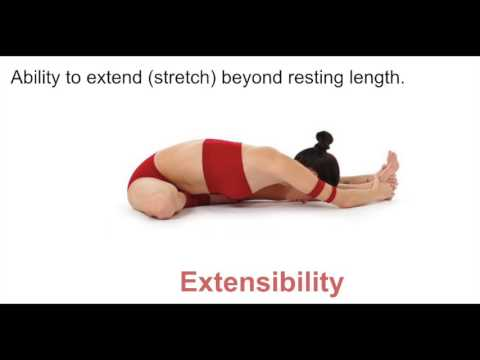 Ability to extend (stretch) beyond resting length.
Extensibility